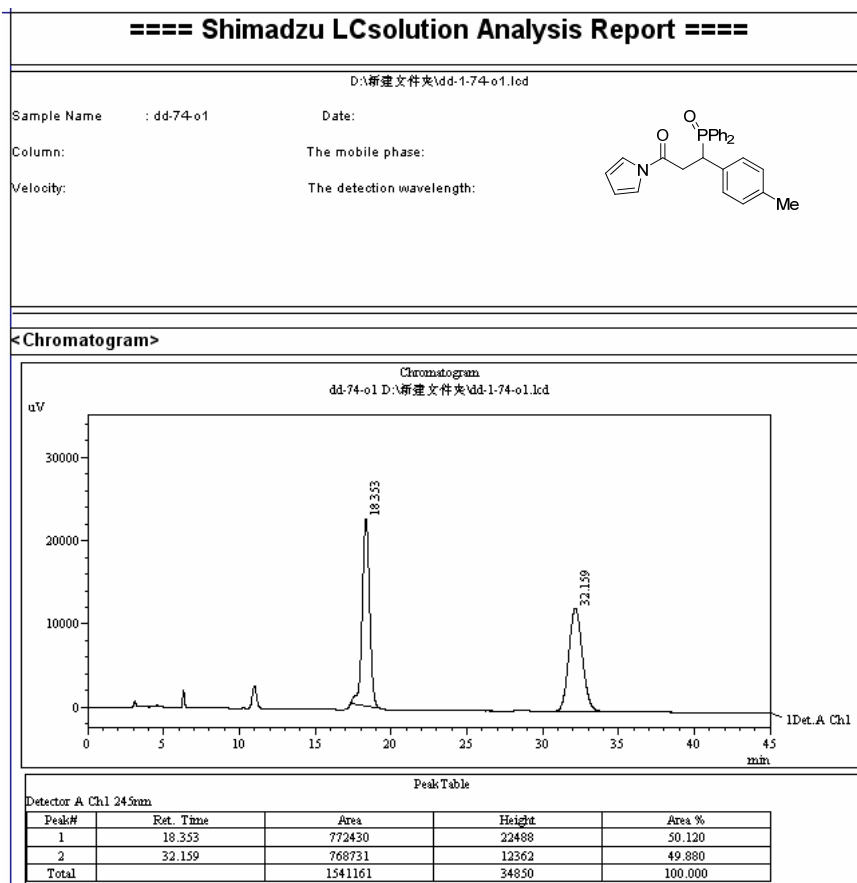 ==== Shimadzu LCsolution Analysis Report ====
D:\新建文件夹\dd-1-74-o1.lcd
Sample Name : dd-74-o1 Date:
Column: The mobile phase:
Velocity: The detection wavelength:
O
O PPh2
N
Me
<Chromatogram>
Chromatogram
dd-74-o1 D:\新建文件夹\dd-1-74-o1.lcd
uV
30000
20000
10000
0
18.353
32.159
0 5 10 15 20 25 30 35 40 45
min
1Det.A Ch1
PeakTable
Detector A Ch1 245nm
Peak# Ret. Time Area Height Area %
1 18.353 772430 22488 50.120
2 32.159 768731 12362 49.880
Total 1541161 34850 100.000